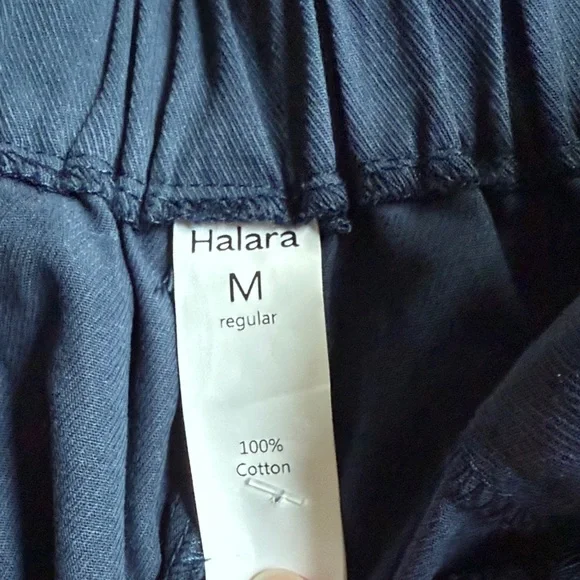 Halara
M
regular
100%
Cotton